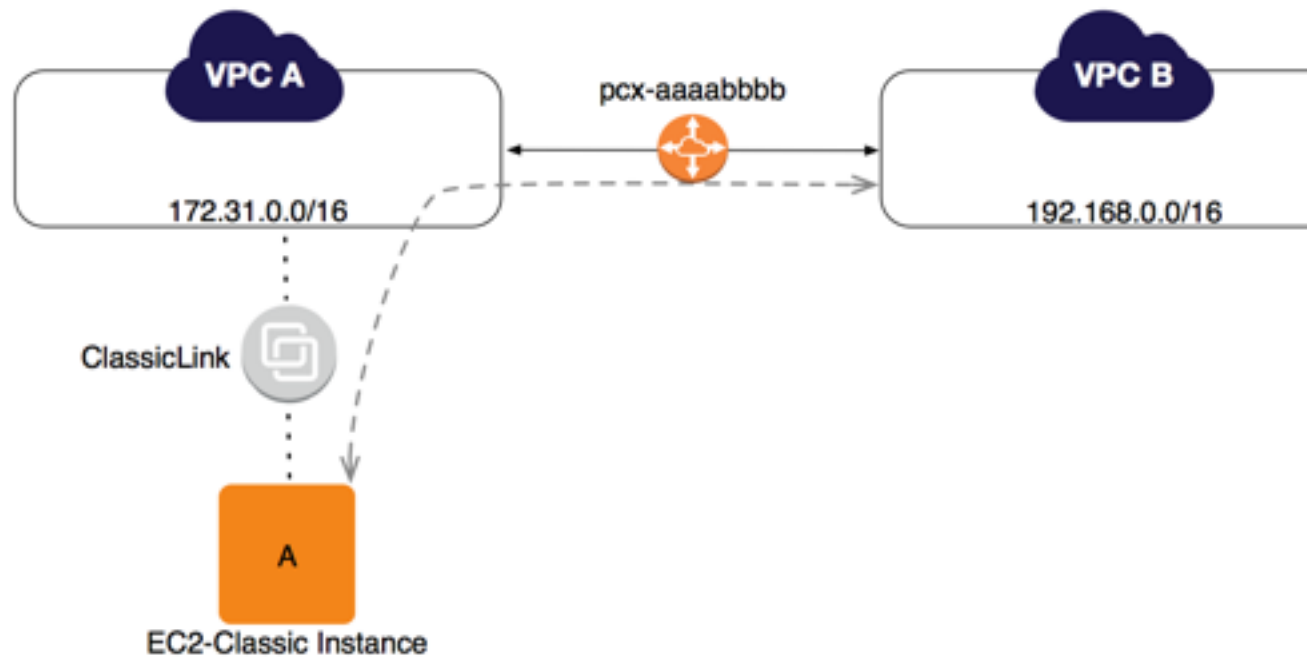 VPC A
VPC B
pcx-aaaabbbb
172.31.0.0/16
192.168.0.0/16
ClassicLink
A
EC2-Classic Instance